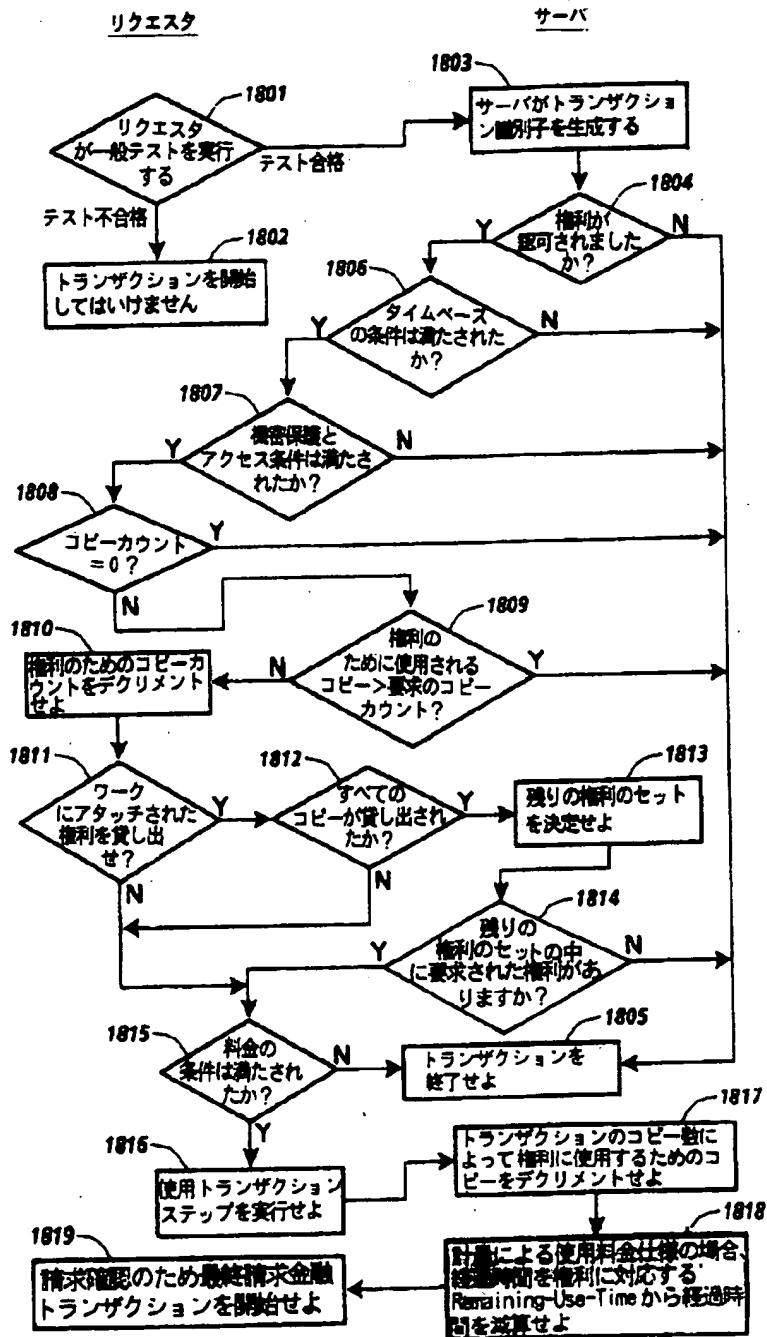 リクエスタ
サーバ
1801
リクエスタ
が一般テストを実行
する
テスト合格
テスト不合格
1802
トランザクションを開始
してはいけません
1803
サーバがトランザクショ
ン識別子を生成する
1804
権利が
認可されました
か?
Y
N
1806
タイムベース
の条件は満たされた
か?
Y
N
1807
機密保護と
アクセス条件は満たさ
れたか?
Y
N
1808
コピーカウント
=0?
Y
N
1809
権利の
ために使用される
コピー>要求のコピー
カウント?
N
Y
1810
権利のためのコピーカ
ウントをデクリメント
せよ
1811
ワーク
にアタッチされた
権利を貸し出
せ?
Y
N
1812
すべての
コピーが貸し出され
たか?
Y
N
1813
残りの権利のセット
を決定せよ
1814
残りの
権利のセットの中
に要求された権利があ
りますか?
Y
N
1815
料金の
条件は満たされ
たか?
N
Y
1805
トランザクションを
終了せよ
1816
使用トランザクション
ステップを実行せよ
1817
トランザクションのコピー数に
よって権利に使用するためのコ
ピーをデクリメントせよ
1818
計量による使用料金仕様の場合、
経過時間を権利に対応する
Remaining-Use-Timeから経過時
間を減算せよ
1819
請求確認のため最終請求金融
トランザクションを開始せよ